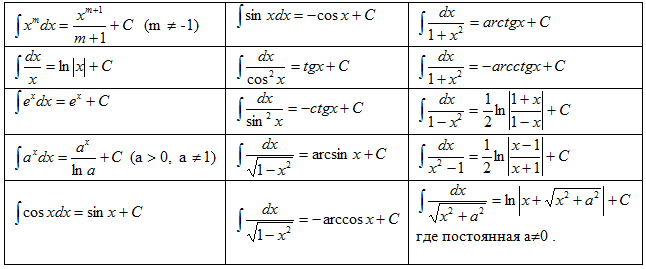 ∫x^m dx = x^(m+1)/(m+1) + C (m ≠ -1)
∫sin xdx = −cos x + C
∫dx/(1+x²) = arctgx + C
∫dx/x = ln|x| + C
∫dx/cos² x = tgx + C
∫dx/(1+x²) = −arcctgx + C
∫e^x dx = e^x + C
∫dx/sin² x = −ctgx + C
∫dx/(1−x²) = 1/2 ln|(1+x)/(1−x)| + C
∫a^x dx = a^x/ln a + C (a > 0, a ≠ 1)
∫dx/√(1−x²) = arcsin x + C
∫dx/(x²−1) = 1/2 ln|(x−1)/(x+1)| + C
∫cos xdx = sin x + C
∫dx/√(1−x²) = −arccos x + C
∫dx/√(x²+a²) = ln|x+√(x²+a²)| + C
где постоянная a≠0 .